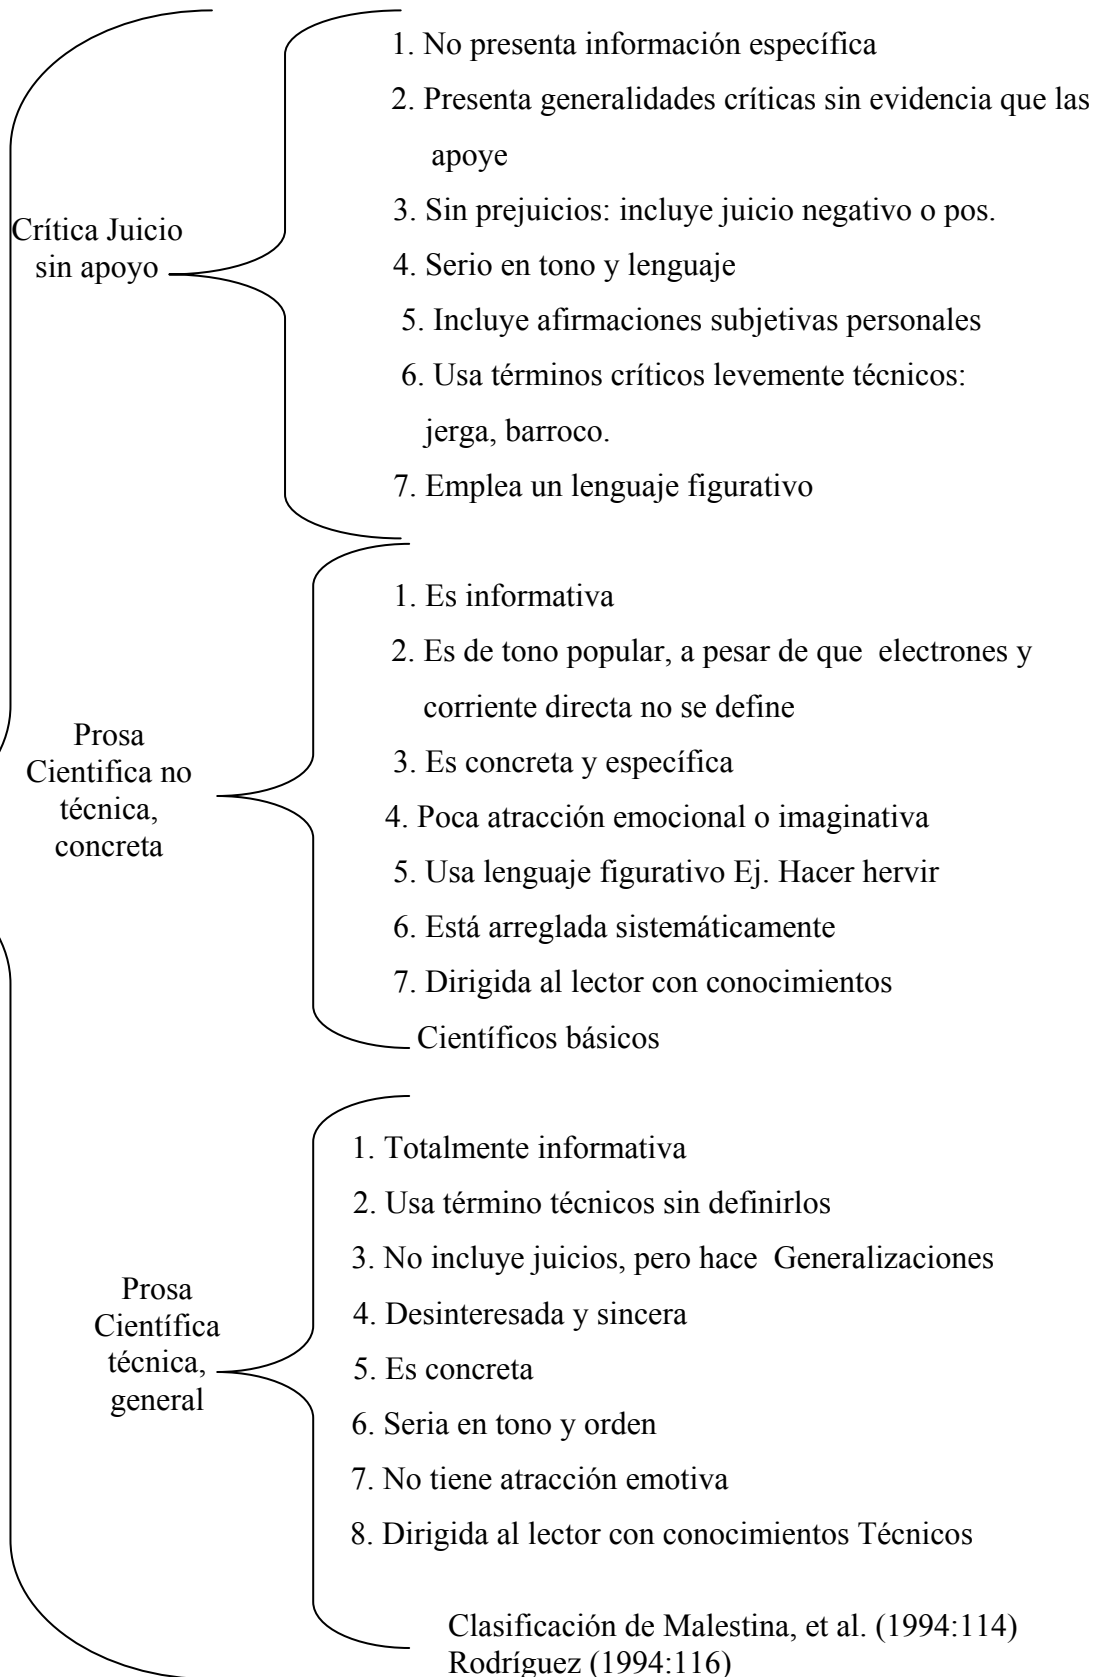 Crítica Juicio
sin apoyo
1. No presenta información específica
2. Presenta generalidades críticas sin evidencia que las
apoye
3. Sin prejuicios: incluye juicio negativo o pos.
4. Serio en tono y lenguaje
5. Incluye afirmaciones subjetivas personales
6. Usa términos críticos levemente técnicos:
jerga, barroco.
7. Emplea un lenguaje figurativo
Prosa
Cientifica no
técnica,
concreta
1. Es informativa
2. Es de tono popular, a pesar de que electrones y
corriente directa no se define
3. Es concreta y específica
4. Poca atracción emocional o imaginativa
5. Usa lenguaje figurativo Ej. Hacer hervir
6. Está arreglada sistemáticamente
7. Dirigida al lector con conocimientos
Científicos básicos
Prosa
Científica
técnica,
general
1. Totalmente informativa
2. Usa término técnicos sin definirlos
3. No incluye juicios, pero hace Generalizaciones
4. Desinteresada y sincera
5. Es concreta
6. Seria en tono y orden
7. No tiene atracción emotiva
8. Dirigida al lector con conocimientos Técnicos
Clasificación de Malestina, et al. (1994:114)
Rodríguez (1994:116)